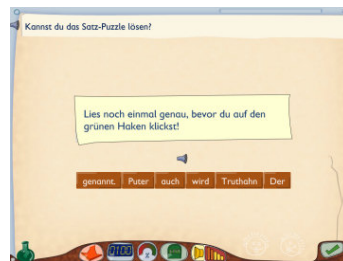 Kannst du das Satz-Puzzle lösen?
Lies noch einmal genau, bevor du auf den
grünen Haken klickst!
genannt. Puter auch wird Truthahn Der